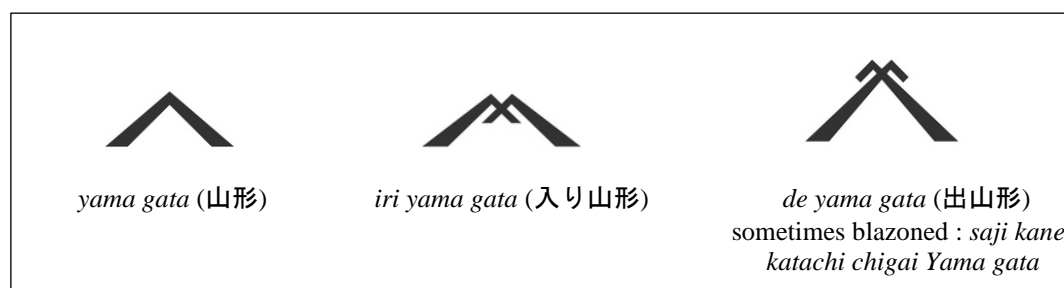 yama gata (山形)
iri yama gata (入り山形)
de yama gata (出山形)
sometimes blazoned : saji kane
katachi chigai Yama gata